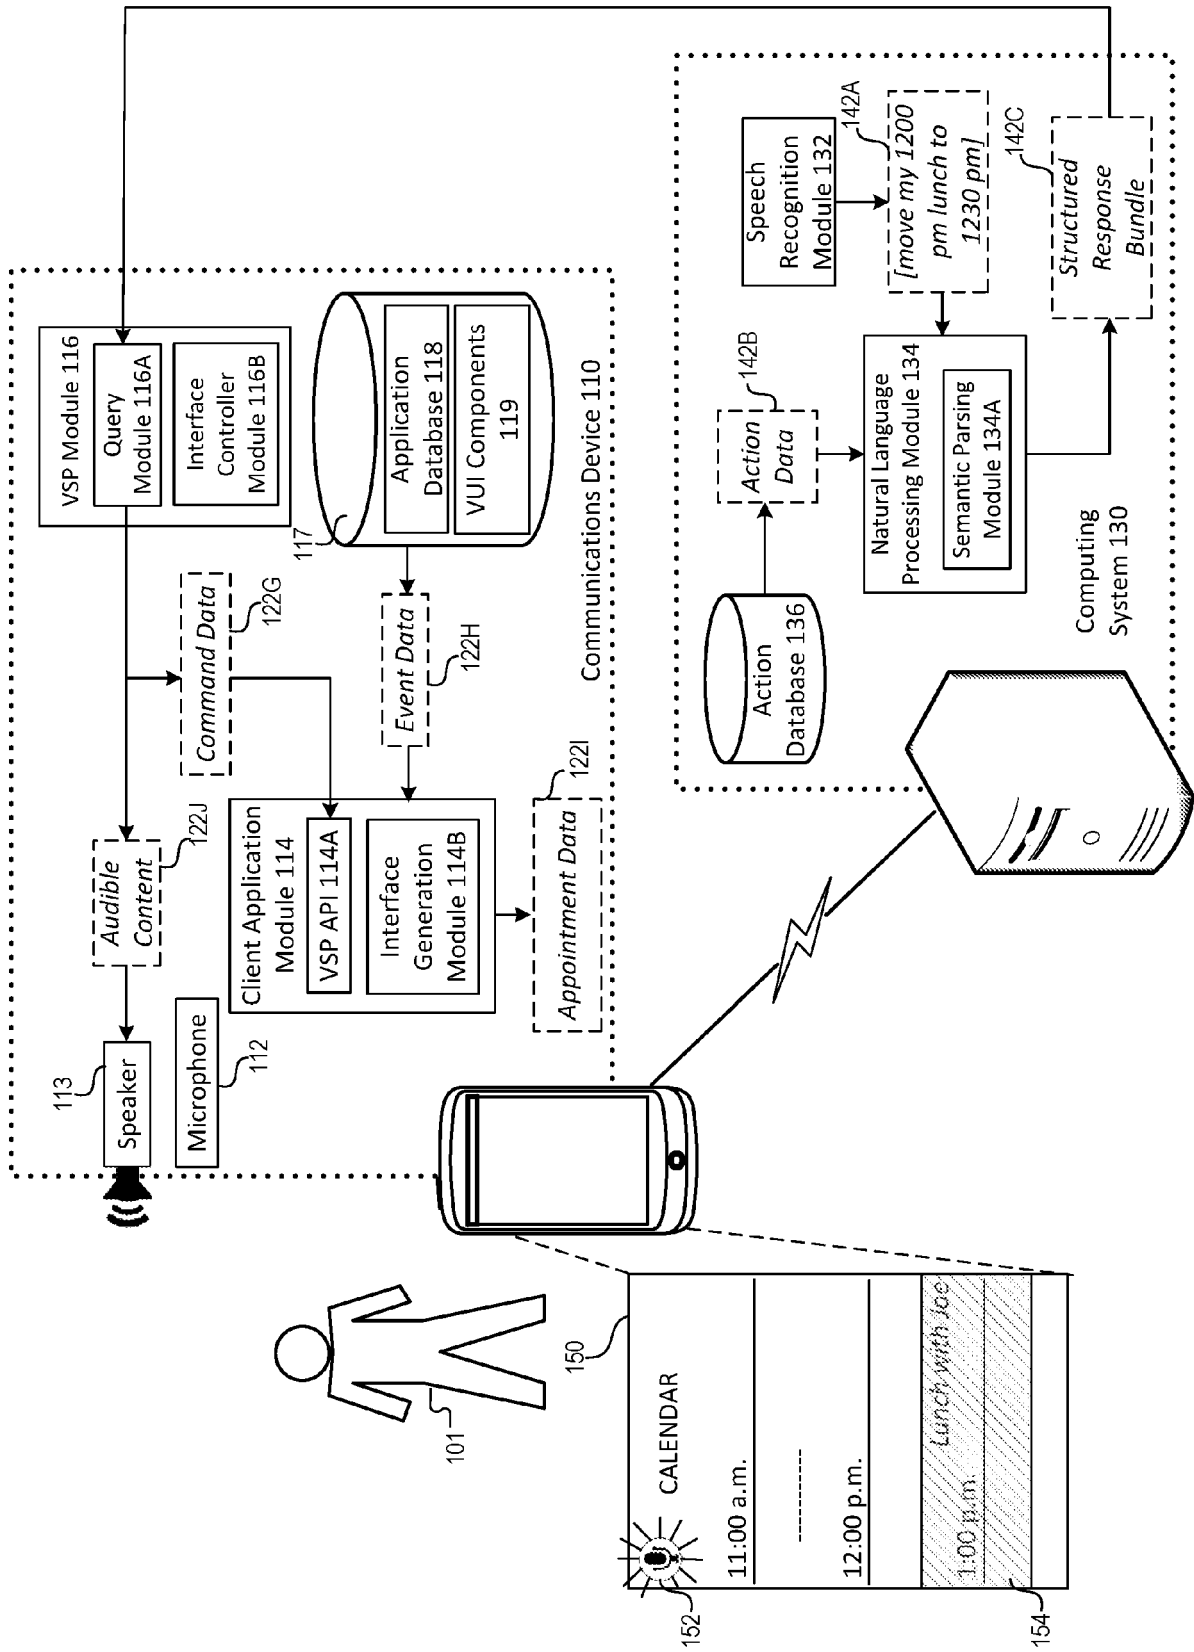 113
Speaker
Microphone
112
Audible
Content
122J
Command Data
122G
VSP Module 116
Query
Module 116A
Interface
Controller
Module 116B
Client Application
Module 114
VSP API 114A
Interface
Generation
Module 114B
Event Data
122H
117
Application
Database 118
VUI Components
119
Appointment Data
122I
Communications Device 110
101
150
CALENDAR
11:00 a.m.
12:00 p.m.
Lunch with Joe
1:00 p.m.
152
154
Action
Database 136
Action
Data
142B
Speech
Recognition
Module 132
142A
[move my 1200
pm lunch to
1230 pm]
Natural Language
Processing Module 134
Semantic Parsing
Module 134A
142C
Structured
Response
Bundle
Computing
System 130